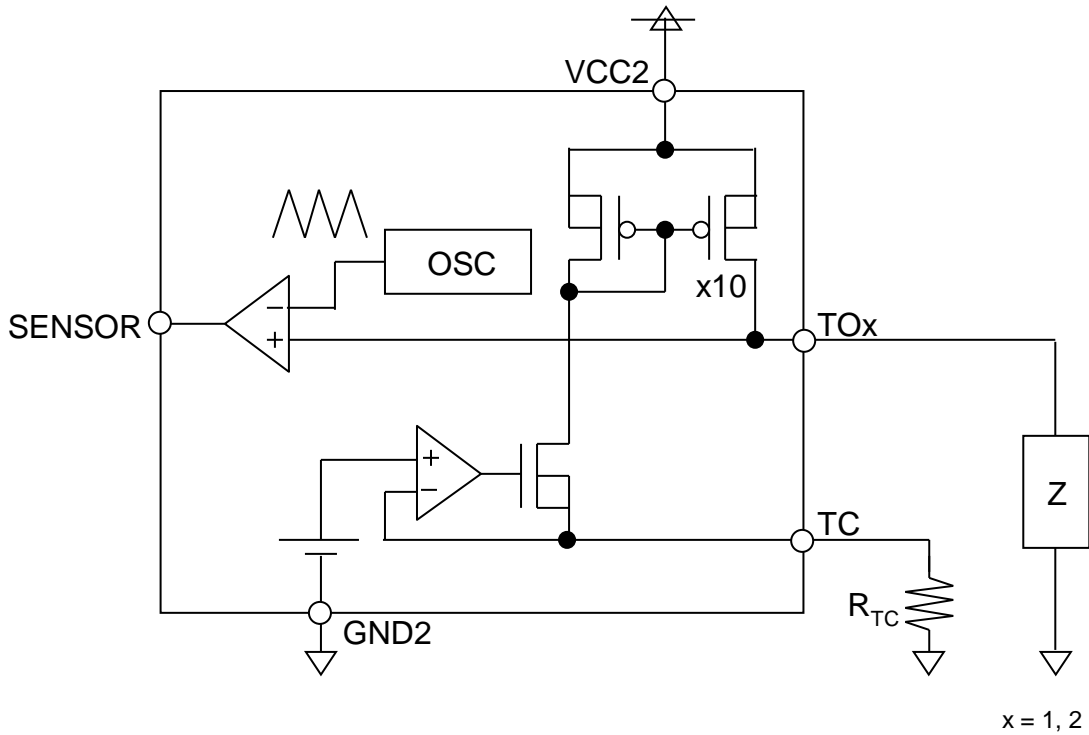 VCC2
OSC
x10
SENSOR
−
+
TOx
+
−
Z
TC
RTC
GND2
x = 1, 2